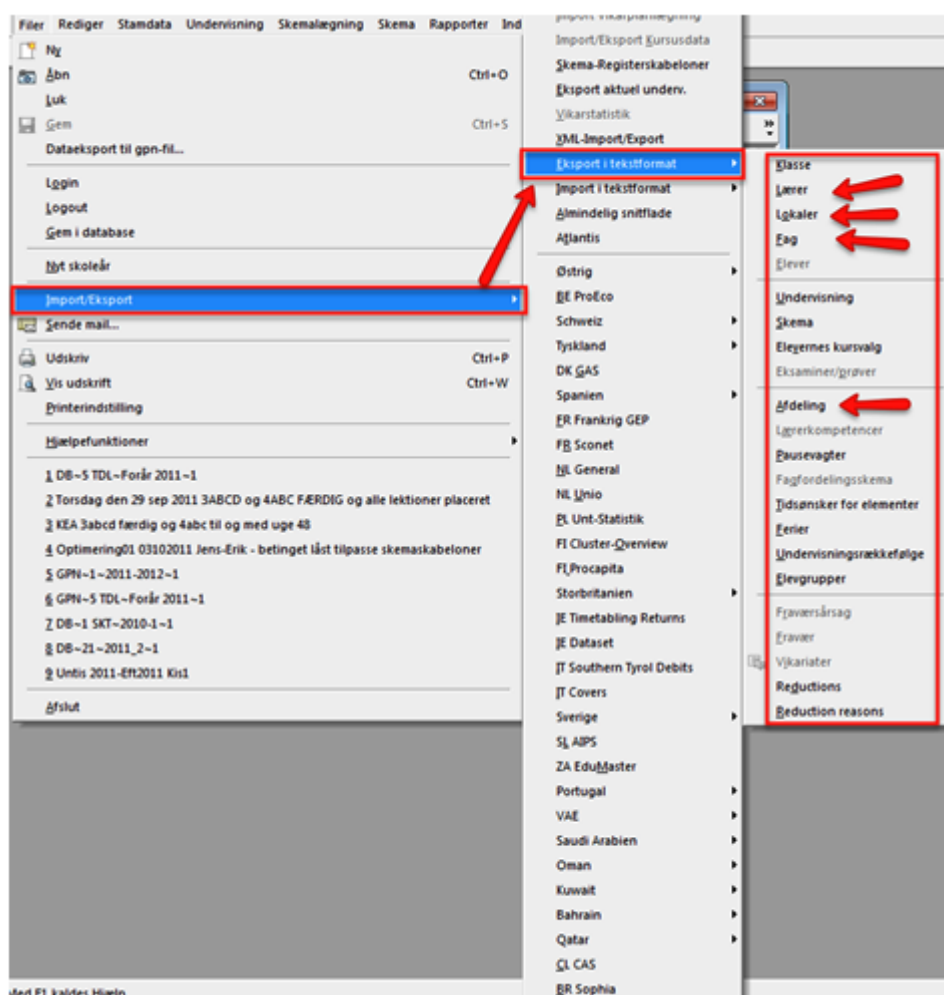 Filer Rediger Stamdata Undervisning Skemalægning Skema Rapporter Ind
Ny
Åbn Ctrl+O
Luk
Gem Ctrl+S
Dataeksport til gpn-fil...
Login
Logout
Gem i database
Nyt skoleår
Import/Eksport
Sende mail...
Udskriv Ctrl+P
Vis udskrift Ctrl+W
Printerindstilling
Hjælpefunktioner
1 DB~5 TDL~Forår 2011~1
2 Torsdag den 29 sep 2011 3ABCD og 4ABC FÆRDIG og alle lektioner placeret
3 KEA 3abcd færdig og 4abc til og med uge 48
4 Optimering01 03102011 Jens-Erik - betinget låst tilpasse skemaskabeloner
5 GPN~1~2011-2012~1
6 GPN~5 TDL~Forår 2011~1
7 DB~1 SKT~2010-1~1
8 DB~21~2011_2~1
9 Untis 2011-Eft2011 Kis1
Afslut
Import Vikarplanlægning
Import/Eksport Kursusdata
Skema-Registerskabeloner
Eksport aktuel underv.
Vikarstatistik
XML-Import/Export
Eksport i tekstformat
Import i tekstformat
Almindelig snitflade
Atlantis
Østrig
BE ProEco
Schweiz
Tyskland
DK GAS
Spanien
FR Frankrig GEP
FR Sconet
NL General
NL Unio
PL Unt-Statistik
FI Cluster-Overview
FI,Procapita
Storbritanien
IE Timetabling Returns
IE Dataset
IT Southern Tyrol Debits
IT Covers
Sverige
SL AIPS
ZA EduMaster
Portugal
VAE
Saudi Arabien
Oman
Kuwait
Bahrain
Qatar
CL CAS
BR Sophia
Klasse
Lærer
Lokaler
Fag
Elever
Undervisning
Skema
Elevernes kursvalg
Eksaminer/prøver
Afdeling
Lærerkompetencer
Pausevagter
Fagfordelingsskema
Tidsønsker for elementer
Ferier
Undervisningsrækkefølge
Elevgrupper
Fraværsårsag
Fravær
Vikariater
Reductions
Reduction reasons
Med F1 kaldes Hjælp